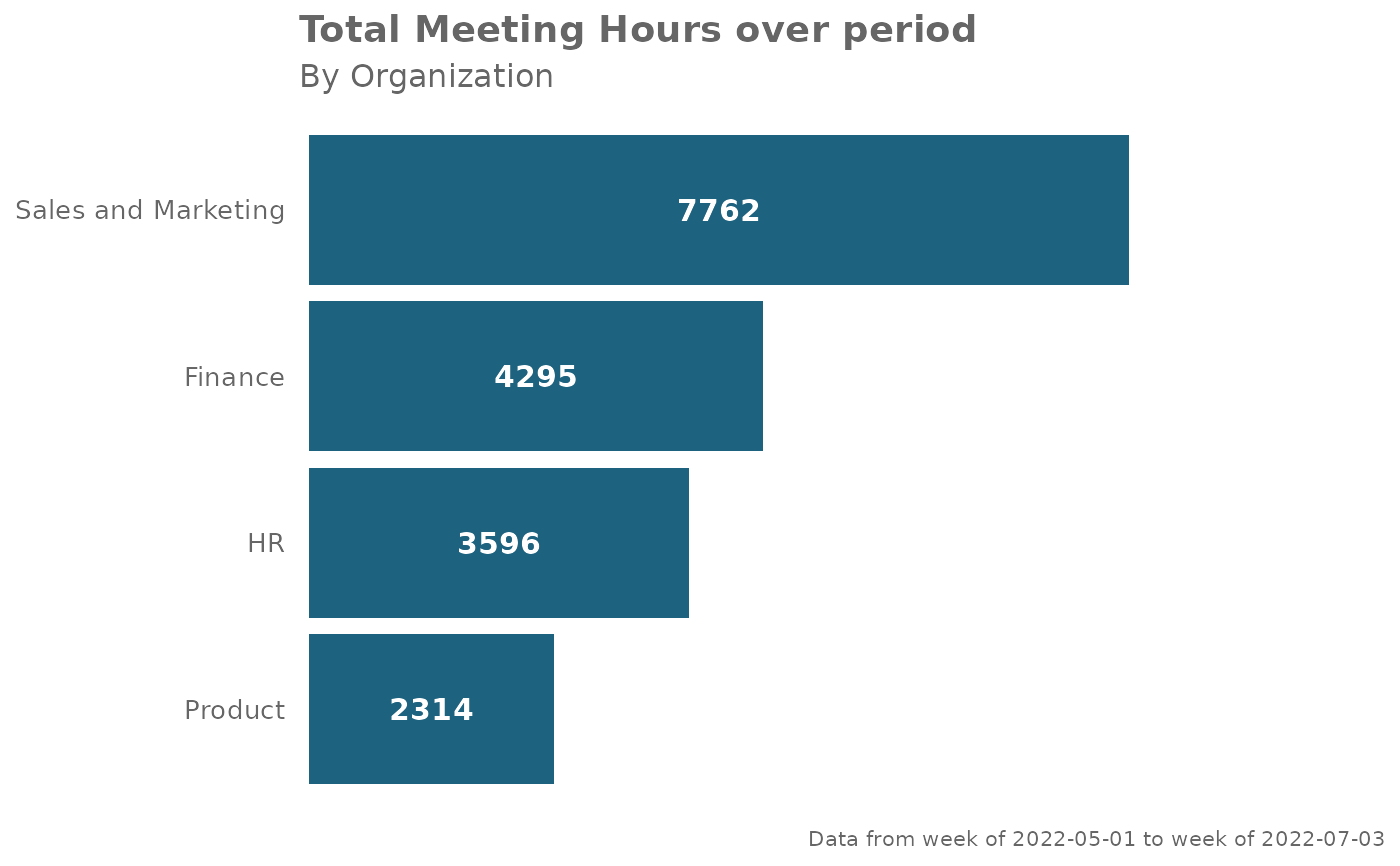 Total Meeting Hours over period
By Organization
Sales and Marketing 7762
Finance 4295
HR 3596
Product 2314
Data from week of 2022-05-01 to week of 2022-07-03